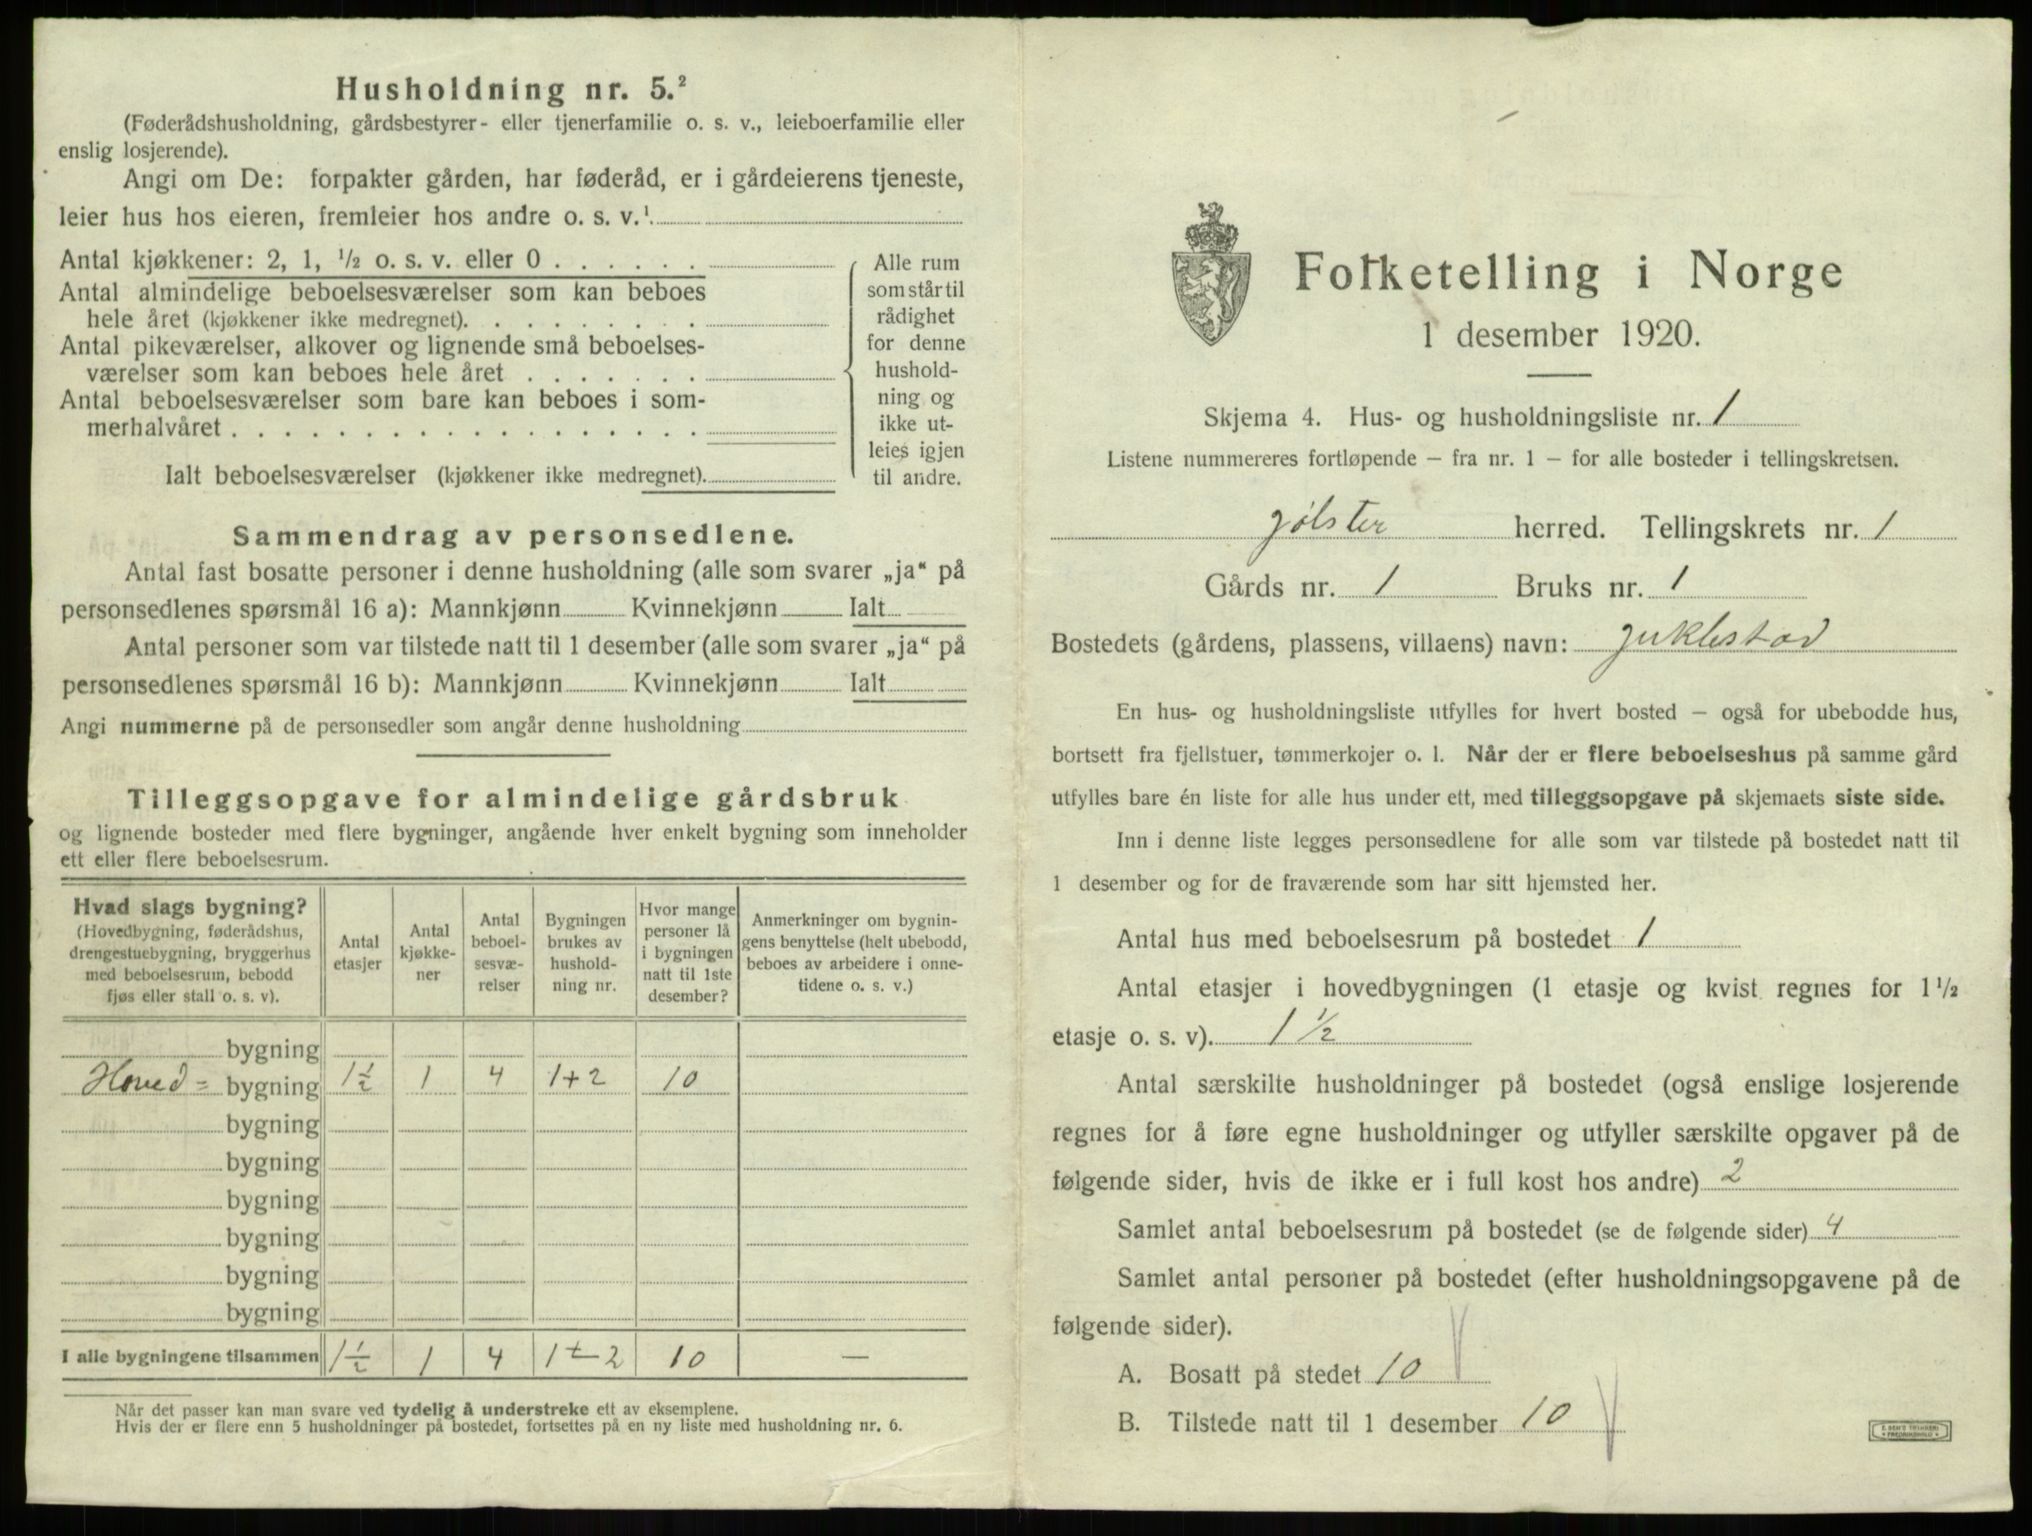 Husholdning nr. 5.²
(Føderådshusholdning, gårdsbestyrer- eller tjenerfamilie o. s. v., leieboerfamilie eller
enslig losjerende).
Angi om De: forpakter gården, har føderåd, er i gårdeierens tjeneste,
leier hus hos eieren, fremleier hos andre o. s. v.¹
Antal kjøkkener: 2, 1, ½ o. s. v. eller 0
Antal almindelige beboelsesværelser som kan beboes
hele året (kjøkkener ikke medregnet).
Antal pikeværelser, alkover og lignende små beboelses-
værelser som kan beboes hele året
Antal beboelsesværelser som bare kan beboes i som-
merhalvåret
Ialt beboelsesværelser (kjøkkener ikke medregnet).
Alle rum
som står til
rådighet
for denne
hushold-
ning og
ikke ut-
leies igjen
til andre.
Sammendrag av personsedlene.
Antal fast bosatte personer i denne husholdning (alle som svarer „ja“ på
personsedlenes spørsmål 16 a): Mannkjønn Kvinnekjønn Ialt
Antal personer som var tilstede natt til 1 desember (alle som svarer „ja“ på
personsedlenes spørsmål 16 b): Mannkjønn Kvinnekjønn Ialt
Angi nummerne på de personsedler som angår denne husholdning
Tilleggsopgave for almindelige gårdsbruk
og lignende bosteder med flere bygninger, angående hver enkelt bygning som inneholder
ett eller flere beboelsesrum.
Hvad slags bygning?
(Hovedbygning, føderådshus,
drengestuebygning, bryggerhus
med beboelsesrum, bebodd
fjøs eller stall o. s. v).
Antal
etasjer
Antal
kjøkke-
ner
Antal
beboel-
sesvæ-
relser
Bygningen
brukes av
hushold-
ning nr.
Hvor mange
personer lå
i bygningen
natt til 1ste
desember?
Anmerkninger om bygnin-
gens benyttelse (helt ubebodd,
beboes av arbeidere i onne-
tidene o. s. v.)
bygning
Hoved= bygning 1½ 1 4 1+2 10
bygning
bygning
bygning
bygning
bygning
bygning
I alle bygningene tilsammen 1½ 1 4 1+2 10 —
Når det passer kan man svare ved tydelig å understreke ett av eksemplene.
Hvis der er flere enn 5 husholdninger på bostedet, fortsettes på en ny liste med husholdning nr. 6.
Folketelling i Norge
1 desember 1920.
Skjema 4. Hus- og husholdningsliste nr. 1
Listene nummereres fortløpende – fra nr. 1 – for alle bosteder i tellingskretsen.
Jølster herred. Tellingskrets nr. 1
Gårds nr. 1 Bruks nr. 1
Bostedets (gårdens, plassens, villaens) navn: Juklestad
En hus- og husholdningsliste utfylles for hvert bosted – også for ubebodde hus,
bortsett fra fjellstuer, tømmerkojer o. l. Når der er flere beboelseshus på samme gård
utfylles bare én liste for alle hus under ett, med tilleggsopgave på skjemaets siste side.
Inn i denne liste legges personsedlene for alle som var tilstede på bostedet natt til
1 desember og for de fraværende som har sitt hjemsted her.
Antal hus med beboelsesrum på bostedet 1
Antal etasjer i hovedbygningen (1 etasje og kvist regnes for 1½
etasje o. s. v). 1½
Antal særskilte husholdninger på bostedet (også enslige losjerende
regnes for å føre egne husholdninger og utfyller særskilte opgaver på de
følgende sider, hvis de ikke er i full kost hos andre) 2
Samlet antal beboelsesrum på bostedet (se de følgende sider) 4
Samlet antal personer på bostedet (efter husholdningsopgavene på de
følgende sider).
A. Bosatt på stedet 10
B. Tilstede natt til 1 desember 10